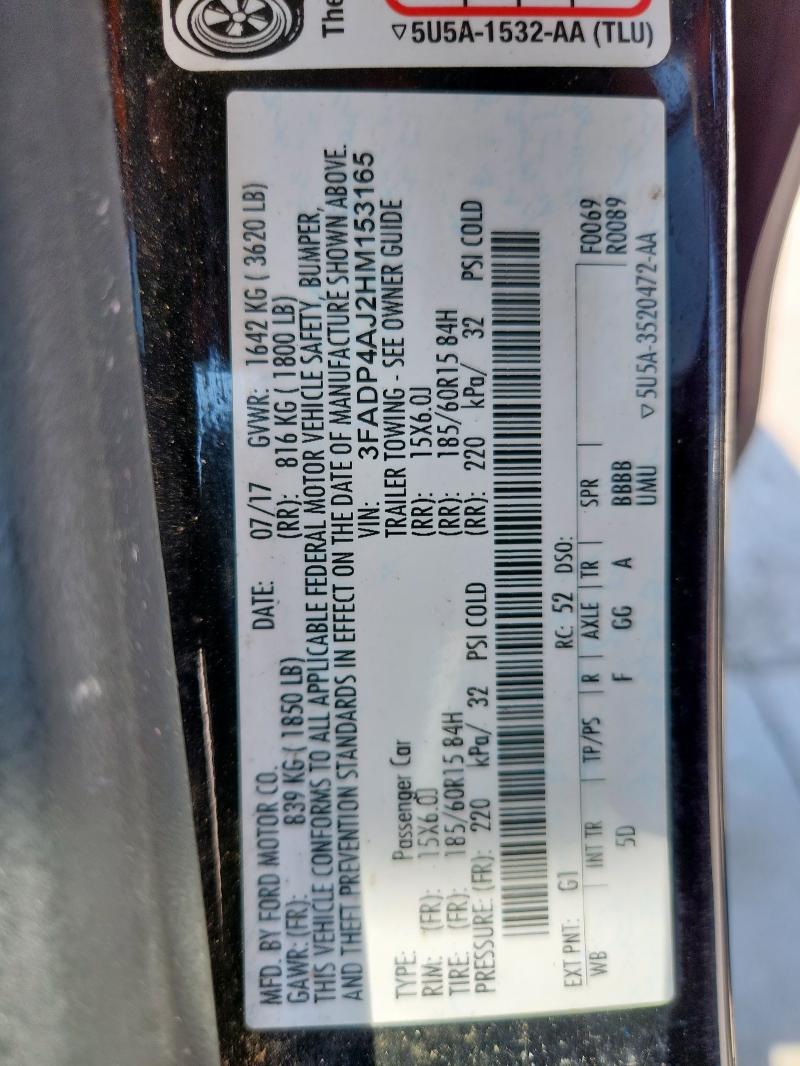 The
▽5U5A-1532-AA (TLU)
MFD. BY FORD MOTOR CO. DATE: 07/17 GVWR: 1642 KG ( 3620 LB)
GAWR: (FR): 839 KG ( 1850 LB) (RR): 816 KG ( 1800 LB)
THIS VEHICLE CONFORMS TO ALL APPLICABLE FEDERAL MOTOR VEHICLE SAFETY, BUMPER,
AND THEFT PREVENTION STANDARDS IN EFFECT ON THE DATE OF MANUFACTURE SHOWN ABOVE.
VIN: 3FADP4AJ2HM153165
TYPE: Passenger Car TRAILER TOWING - SEE OWNER GUIDE
RIM: (FR): 15X6.0J (RR): 15X6.0J
TIRE: (FR): 185/60R15 84H (RR): 185/60R15 84H
PRESSURE: (FR): 220 kPa/ 32 PSI COLD (RR): 220 kPa/ 32 PSI COLD
EXT PNT: G1 RC: 52 DSO:
WB INT TR TP/PS R AXLE TR SPR F0069
5D F GG A BBBB R0089
UMU
▽5U5A-3520472-AA